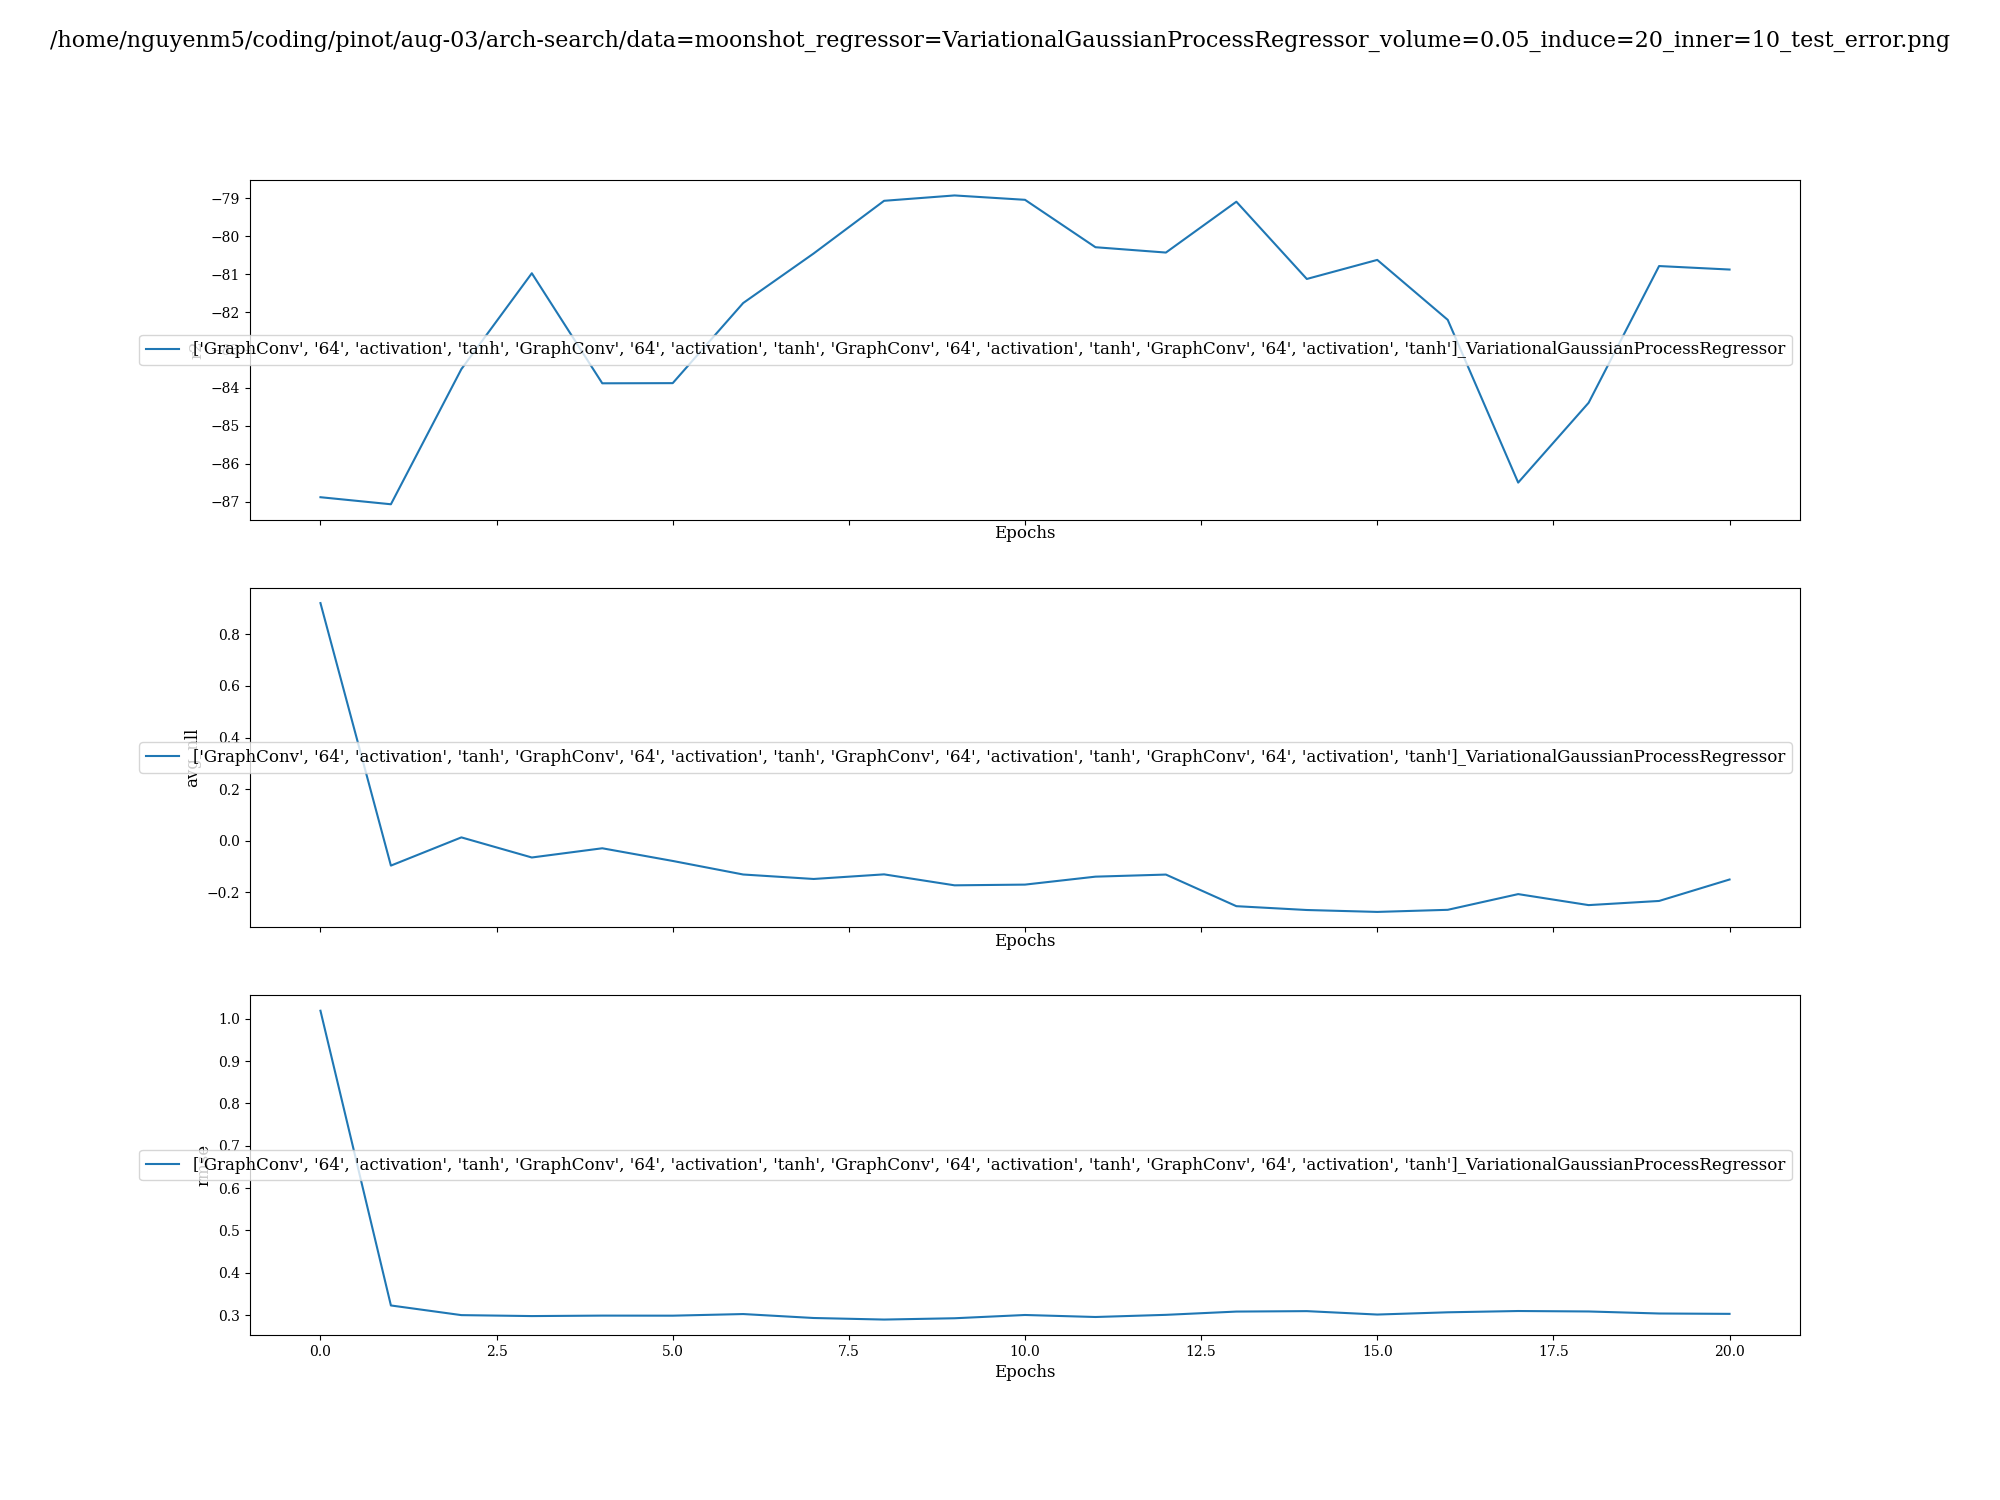 /home/nguyenm5/coding/pinot/aug-03/arch-search/data=moonshot_regressor=VariationalGaussianProcessRegressor_volume=0.05_induce=20_inner=10_test_error.png
−79
−80
−81
−82
['GraphConv', '64', 'activation', 'tanh', 'GraphConv', '64', 'activation', 'tanh', 'GraphConv', '64', 'activation', 'tanh', 'GraphConv', '64', 'activation', 'tanh']_VariationalGaussianProcessRegressor
−84
−85
−86
−87
Epochs
0.8
0.6
0.4
['GraphConv', '64', 'activation', 'tanh', 'GraphConv', '64', 'activation', 'tanh', 'GraphConv', '64', 'activation', 'tanh', 'GraphConv', '64', 'activation', 'tanh']_VariationalGaussianProcessRegressor
0.2
0.0
−0.2
Epochs
1.0
0.9
0.8
0.7
['GraphConv', '64', 'activation', 'tanh', 'GraphConv', '64', 'activation', 'tanh', 'GraphConv', '64', 'activation', 'tanh', 'GraphConv', '64', 'activation', 'tanh']_VariationalGaussianProcessRegressor
0.6
0.5
0.4
0.3
0.0 2.5 5.0 7.5 10.0 12.5 15.0 17.5 20.0
Epochs